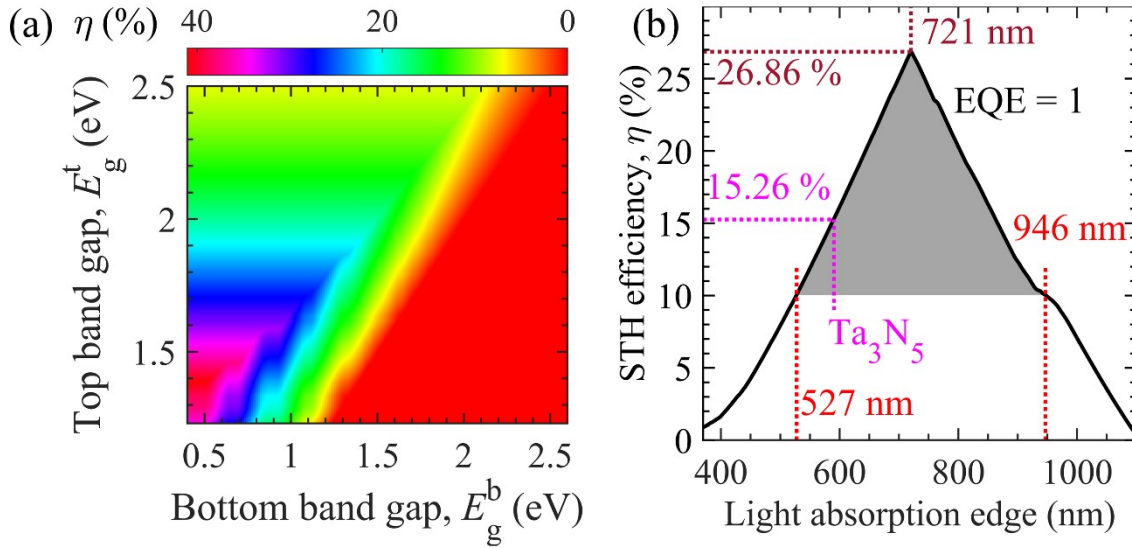 (a) η (%) 40 20 0
Top band gap, E_g^t (eV)
2.5
2
1.5
0.5 1 1.5 2 2.5
Bottom band gap, E_g^b (eV)
(b)
STH efficiency, η (%)
25
20
15
10
5
0
721 nm
26.86 %
EQE = 1
15.26 %
946 nm
Ta₃N₅
527 nm
400 600 800 1000
Light absorption edge (nm)